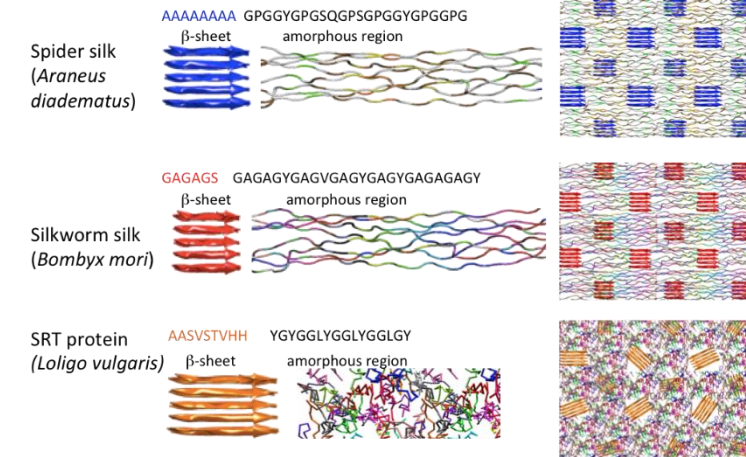 AAAAAAAA GPGGYGPGSQGPSGPGGYGPGGPG
β-sheet amorphous region
Spider silk
(Araneus
diadematus)
GAGAGS GAGAGYGAGVGAGYGAGYGAGAGAGY
β-sheet amorphous region
Silkworm silk
(Bombyx mori)
SRT protein
(Loligo vulgaris)
AASVSTVHH YGYGGLYGGLYGGLGY
β-sheet amorphous region